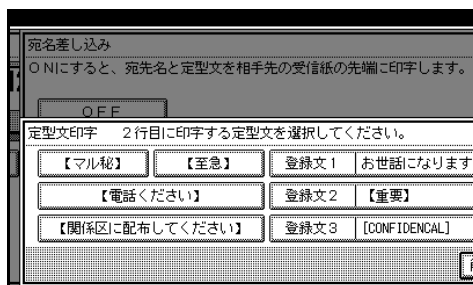 宛名差し込み
ONにすると、宛先名と定型文を相手先の受信紙の先端に印字します。
OFF
定型文印字 2行目に印字する定型文を選択してください。
【マル秘】 【至急】 登録文1 お世話になります
【電話ください】 登録文2 【重要】
【関係区に配布してください】 登録文3 [CONFIDENCAL]